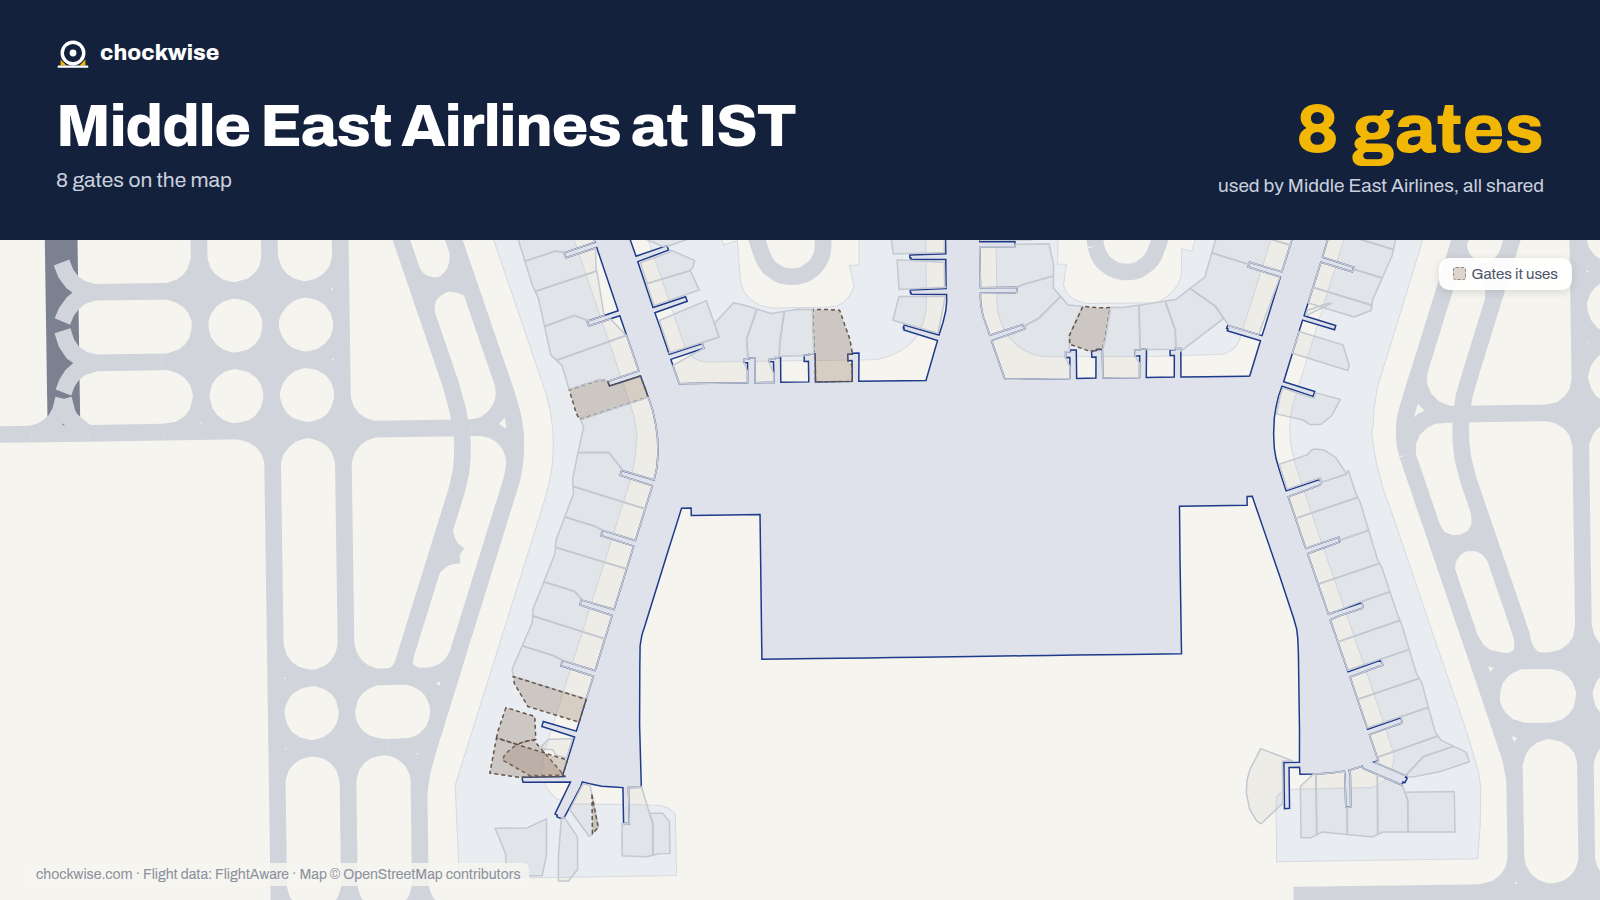 chockwise
Middle East Airlines at IST
8 gates on the map
8 gates
used by Middle East Airlines, all shared
Gates it uses
chockwise.com · Flight data: FlightAware · Map © OpenStreetMap contributors